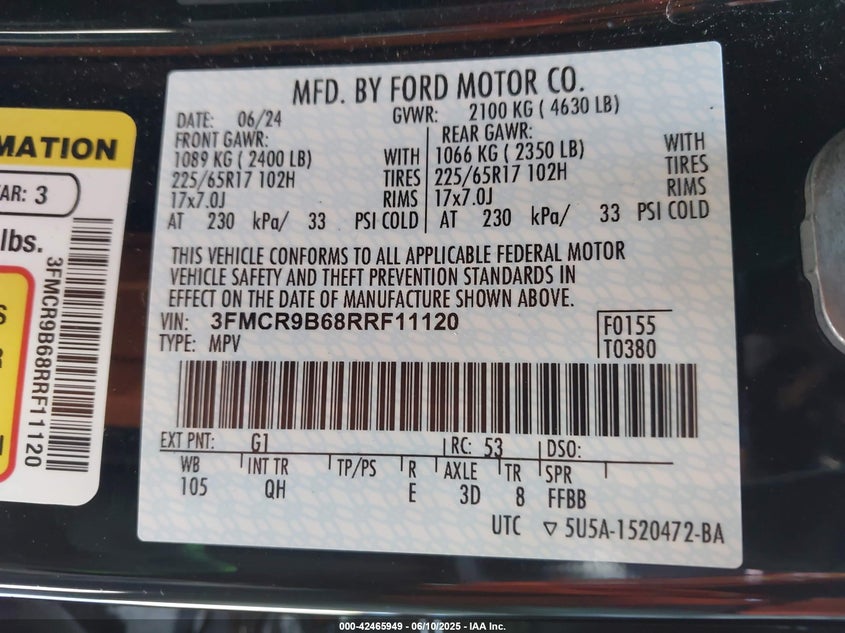 MATION
AR: 3
lbs.
3FMCR9B68RRF11120
MFD. BY FORD MOTOR CO.
DATE: 06/24 GVWR: 2100 KG ( 4630 LB)
FRONT GAWR: REAR GAWR:
1089 KG ( 2400 LB) WITH 1066 KG ( 2350 LB) WITH
225/65R17 102H TIRES 225/65R17 102H TIRES
17x7.0J RIMS 17x7.0J RIMS
AT 230 kPa/ 33 PSI COLD AT 230 kPa/ 33 PSI COLD
THIS VEHICLE CONFORMS TO ALL APPLICABLE FEDERAL MOTOR
VEHICLE SAFETY AND THEFT PREVENTION STANDARDS IN
EFFECT ON THE DATE OF MANUFACTURE SHOWN ABOVE.
VIN: 3FMCR9B68RRF11120 F0155
TYPE: MPV T0380
EXT PNT: G1 RC: 53 DSO:
WB INT TR TP/PS R AXLE TR SPR
105 QH E 3D 8 FFBB
UTC ▽ 5U5A-1520472-BA
000-42465949 - 06/10/2025 - IAA Inc.